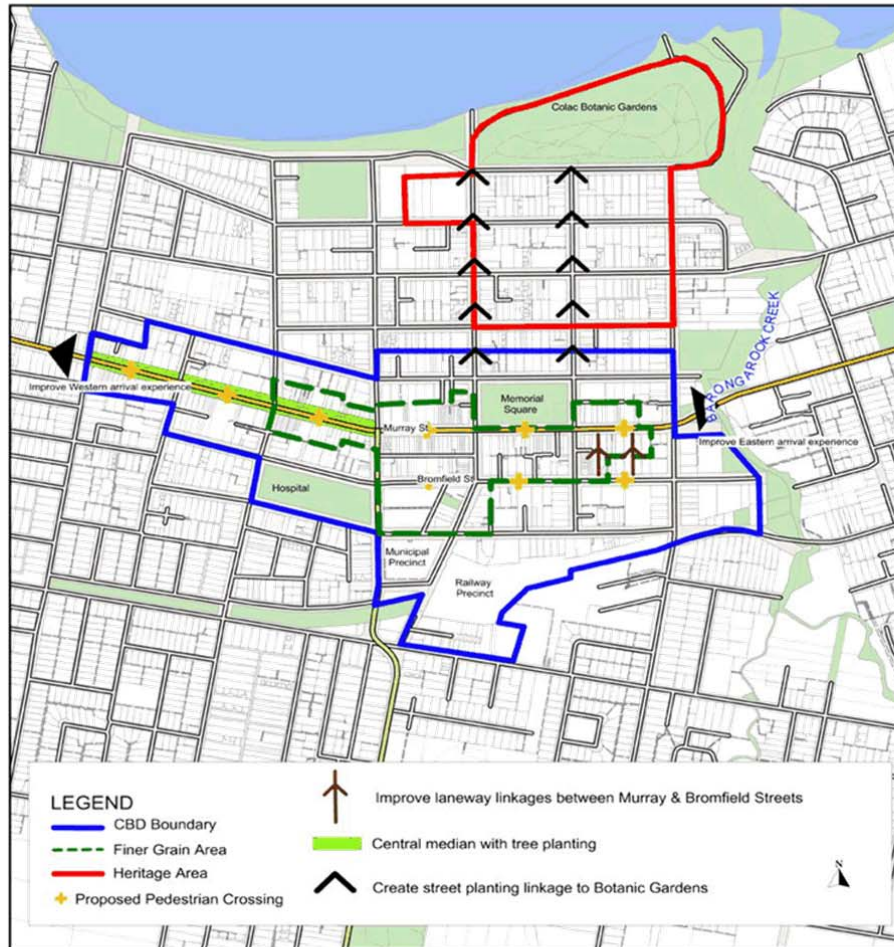 Colac Botanic Gardens
BARONGAROOK CREEK
Improve Western arrival experience
Memorial
Square
Murray St
Improve Eastern arrival experience
Bromfield St
Hospital
Municipal
Precinct
Railway
Precinct
LEGEND
CBD Boundary
Finer Grain Area
Heritage Area
Proposed Pedestrian Crossing
Improve laneway linkages between Murray & Bromfield Streets
Central median with tree planting
Create street planting linkage to Botanic Gardens
N